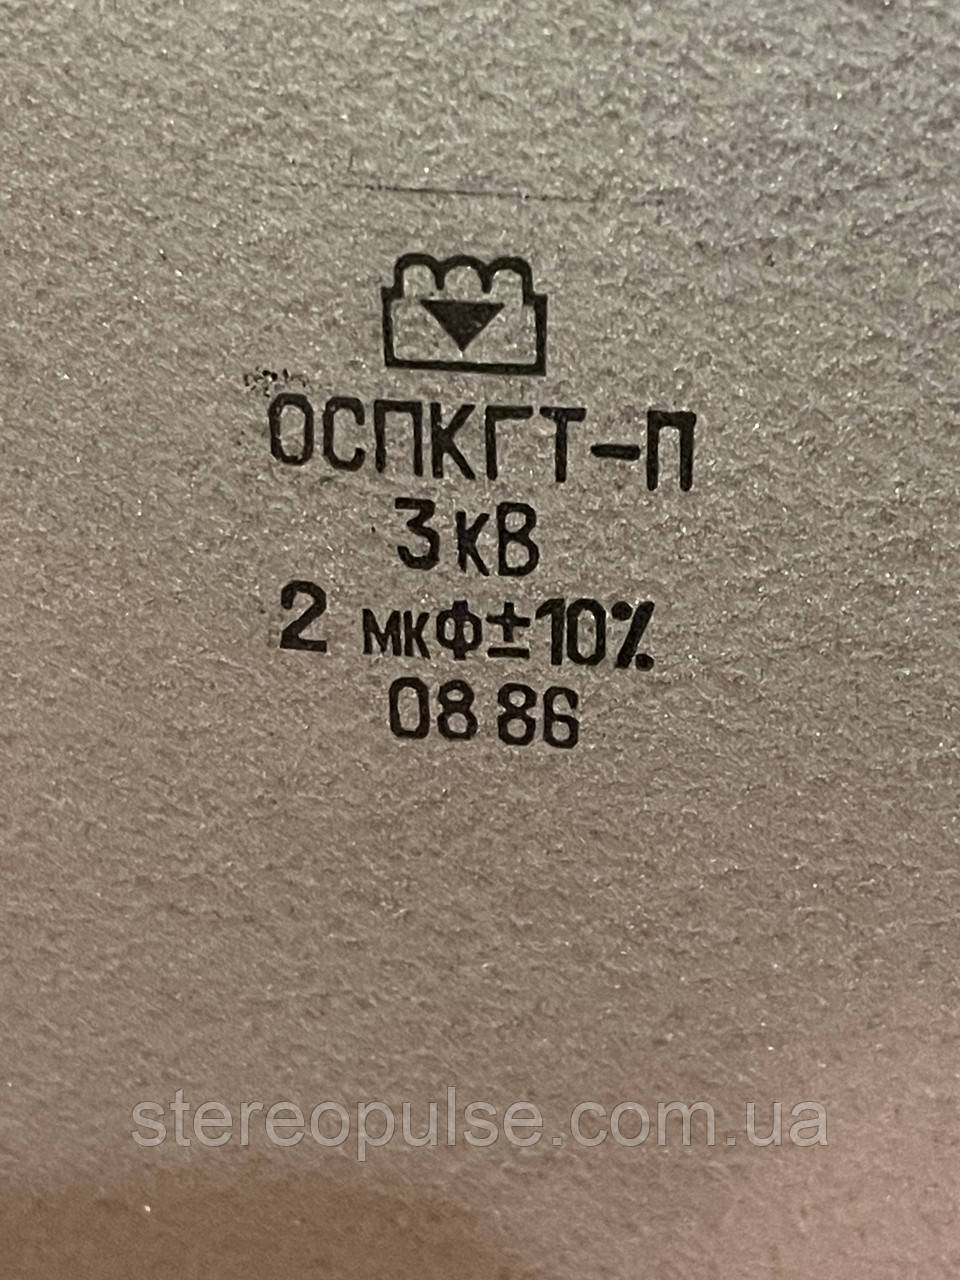 ОСПКГТ-П
3кВ
2 мкФ±10%
08 86
stereopulse.com.ua